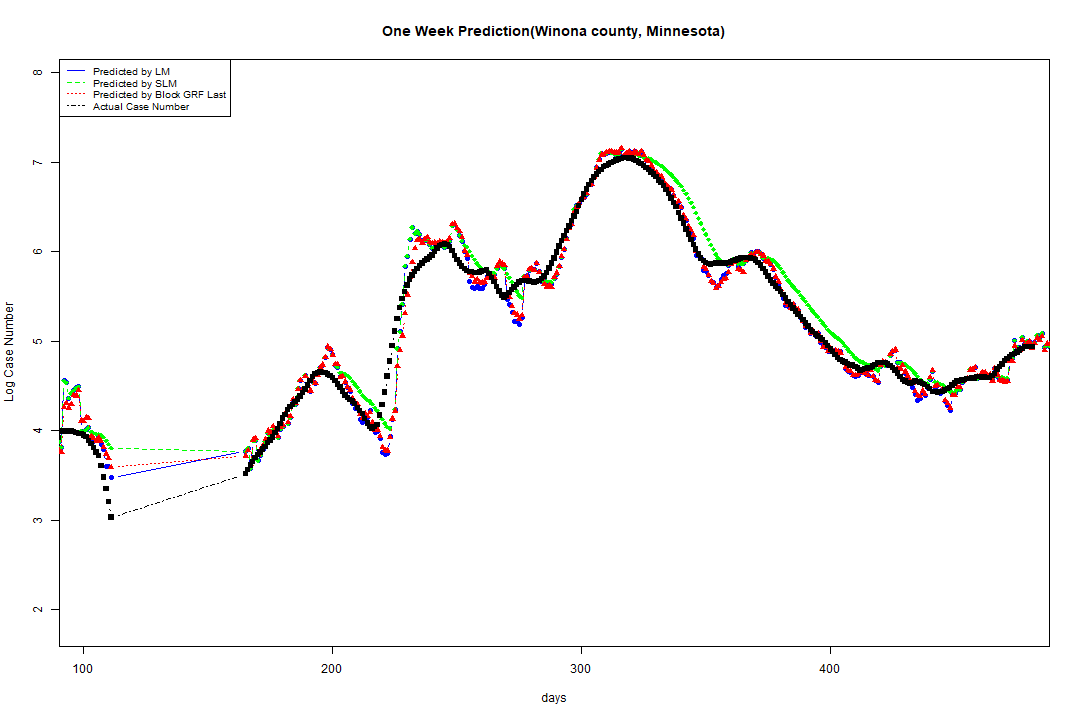 One Week Prediction(Winona county, Minnesota)
Predicted by LM
Predicted by SLM
Predicted by Block GRF Last
Actual Case Number
8
7
6
5
4
3
2
Log Case Number
100 200 300 400
days